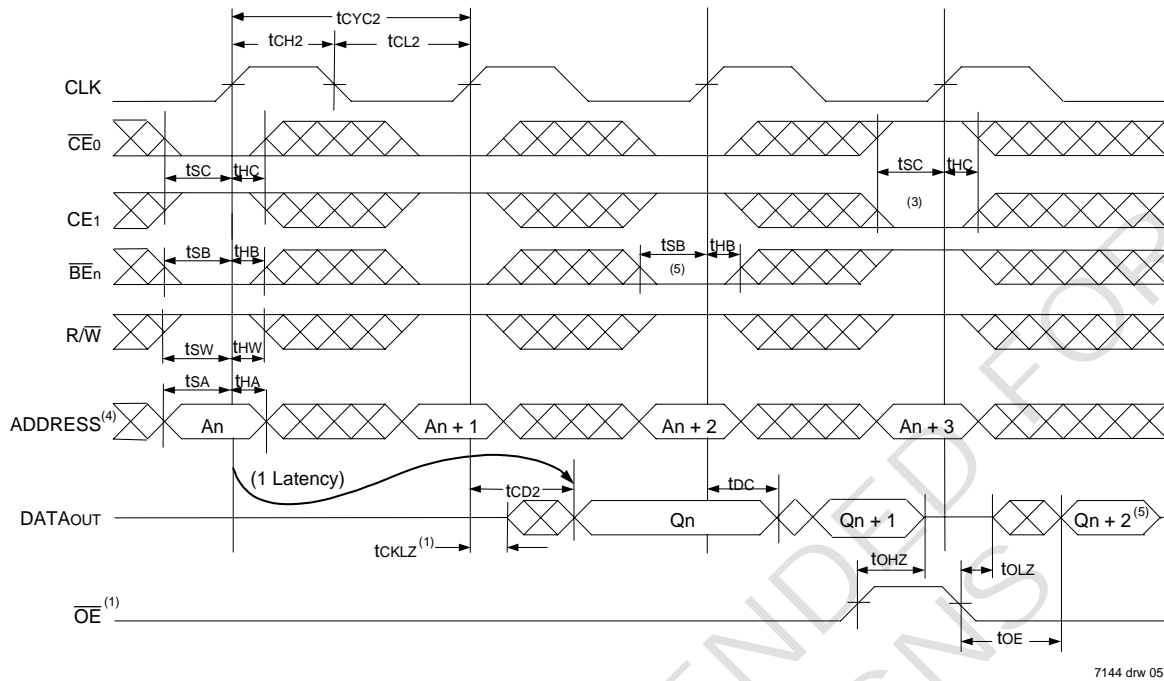 tCYC2
tCH2
tCL2
CLK
CE0
tSC
tHC
tSC
tHC
(3)
CE1
tSB
tHB
tSB
tHB
(5)
BEn
R/W
tSW
tHW
tSA
tHA
ADDRESS(4)
An
An + 1
An + 2
An + 3
(1 Latency)
tCD2
tDC
DATAOUT
Qn
Qn + 1
Qn + 2(5)
tCKLZ(1)
tOHZ
tOLZ
OE(1)
tOE
7144 drw 05